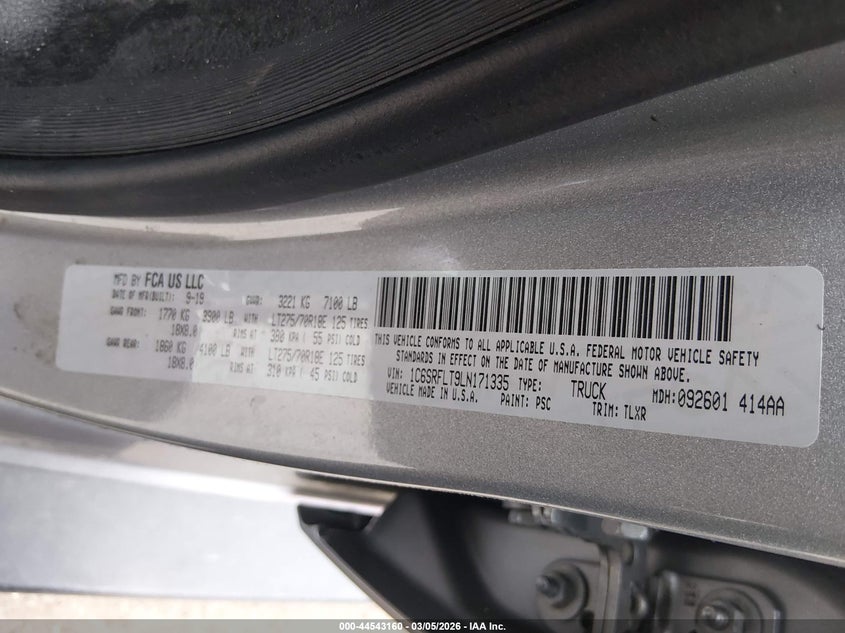 MFD BY FCA US LLC
DATE OF MFR(BUILT): 9-19 GVWR: 3221 KG 7100 LB
GAWR FRONT: 1770 KG 3900 LB WITH LT275/70R18E 125 TIRES
18X8.0 RIMS AT 380 KPA ( 55 PSI) COLD
GAWR REAR: 1860 KG 4100 LB WITH LT275/70R18E 125 TIRES
18X8.0 RIMS AT 310 KPA ( 45 PSI) COLD
THIS VEHICLE CONFORMS TO ALL APPLICABLE U.S.A. FEDERAL MOTOR VEHICLE SAFETY
STANDARDS IN EFFECT ON THE DATE OF MANUFACTURE SHOWN ABOVE.
VIN: 1C6SRFLT9LN171335 TYPE: TRUCK MDH: 092601 414AA
VEHICLE MADE IN U.S.A. PAINT: PSC TRIM: TLXR
000-44543160 - 03/05/2026 - IAA Inc.